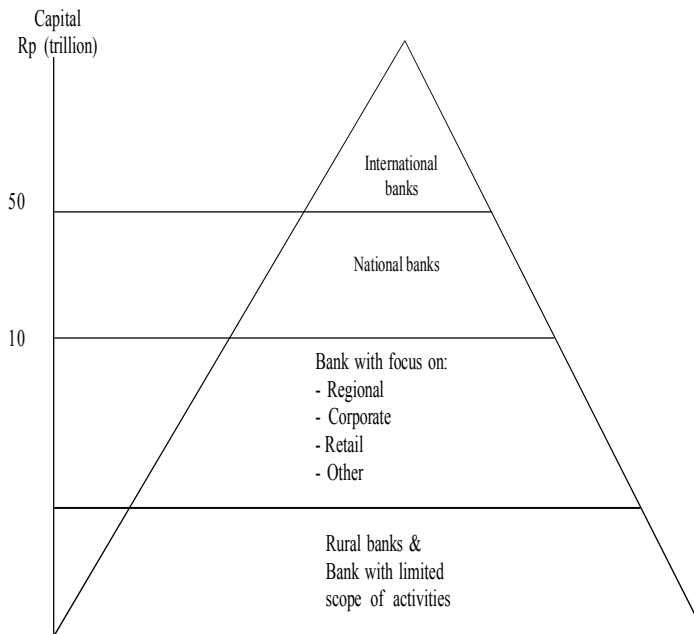 Capital
Rp (trillion)
International
banks
50
National banks
10
Bank with focus on:
- Regional
- Corporate
- Retail
- Other
Rural banks &
Bank with limited
scope of activities